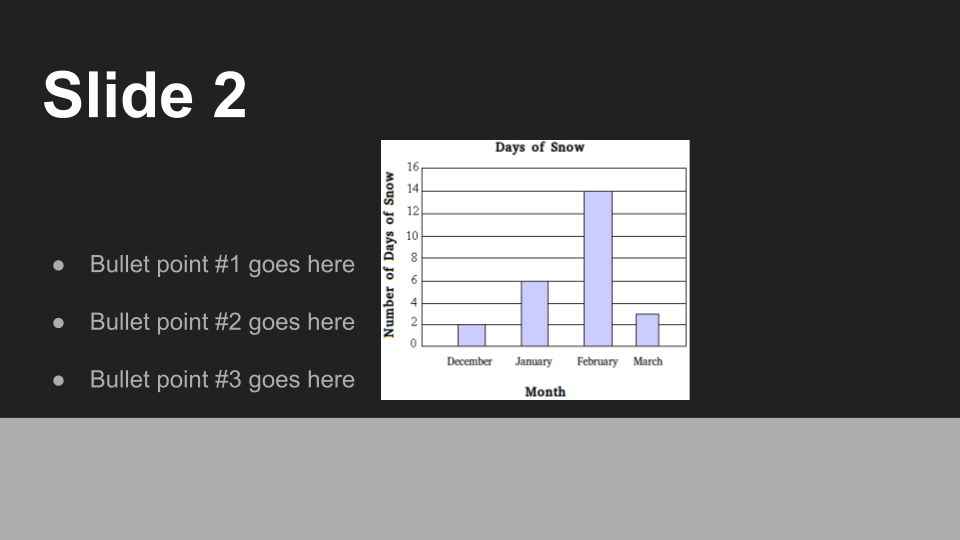 Slide 2
● Bullet point #1 goes here
● Bullet point #2 goes here
● Bullet point #3 goes here
Days of Snow
Number of Days of Snow
16
14
12
10
8
6
4
2
0
December January February March
Month